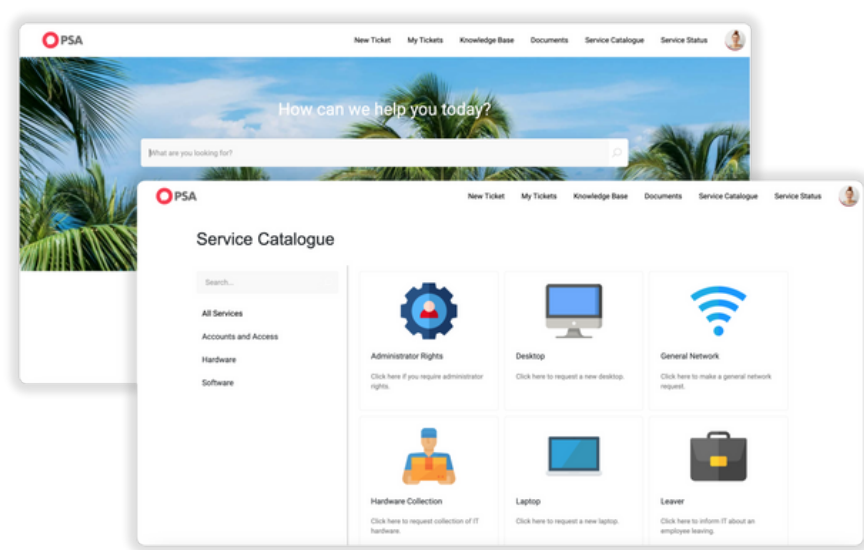 PSA
New Ticket My Tickets Knowledge Base Documents Service Catalogue Service Status
How can we help you today?
What are you looking for?
PSA
New Ticket My Tickets Knowledge Base Documents Service Catalogue Service Status
Service Catalogue
Search...
All Services
Accounts and Access
Hardware
Software
Administrator Rights
Click here if you require administrator
rights.
Desktop
Click here to request a new desktop.
General Network
Click here to make a general network
request.
Hardware Collection
Click here to request collection of IT
hardware.
Laptop
Click here to request a new laptop.
Leaver
Click here to inform IT about an
employee leaving.